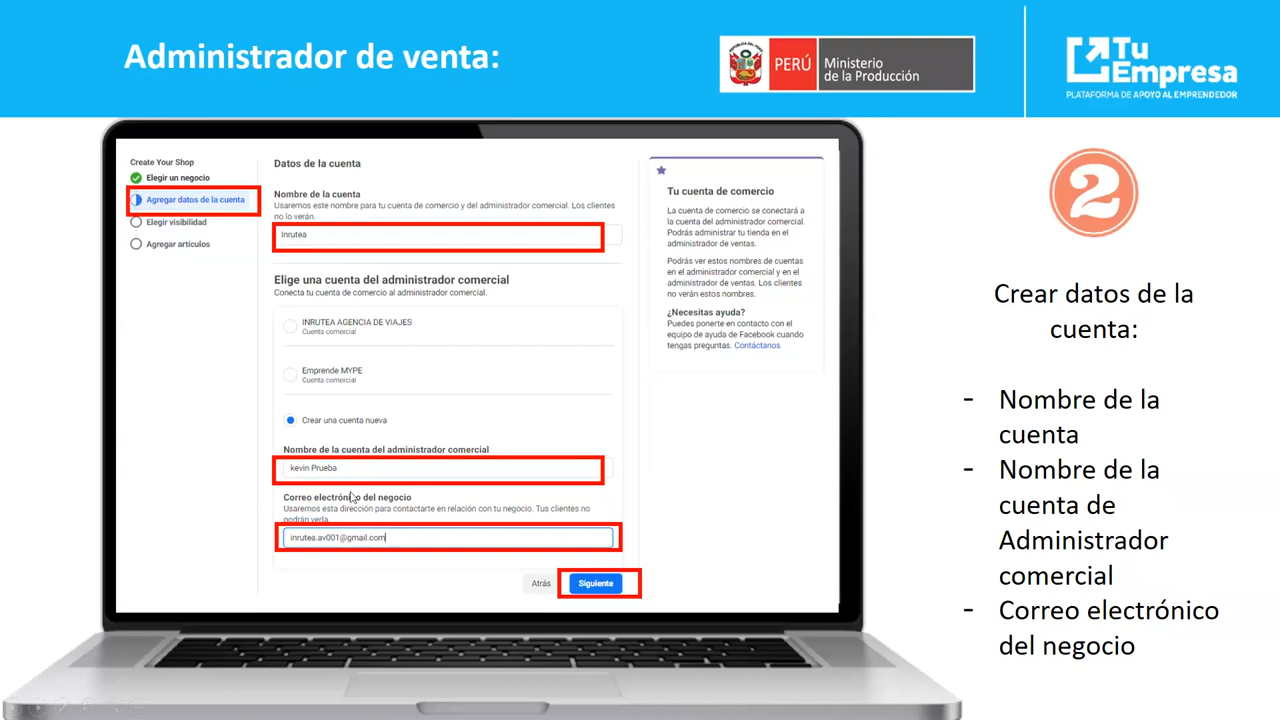 Administrador de venta:
REPÚBLICA DEL PERÚ
PERÚ
Ministerio
de la Producción
Tu
Empresa
PLATAFORMA DE APOYO AL EMPRENDEDOR
Create Your Shop
Elegir un negocio
Agregar datos de la cuenta
Elegir visibilidad
Agregar artículos
Datos de la cuenta
Nombre de la cuenta
Usaremos este nombre para tu cuenta de comercio y del administrador comercial. Los clientes
no lo verán.
Inrutea
Elige una cuenta del administrador comercial
Conecta tu cuenta de comercio al administrador comercial.
INRUTEA AGENCIA DE VIAJES
Cuenta comercial
Emprende MYPE
Cuenta comercial
Crear una cuenta nueva
Nombre de la cuenta del administrador comercial
kevin Prueba
Correo electrónico del negocio
Usaremos esta dirección para contactarte en relación con tu negocio. Tus clientes no
podrán verla.
inrutea.av001@gmail.com
Atrás
Siguiente
Tu cuenta de comercio
La cuenta de comercio se conectará a
la cuenta del administrador comercial.
Podrás administrar tu tienda en el
administrador de ventas.
Podrás ver estos nombres de cuentas
en el administrador comercial y en el
administrador de ventas. Los clientes
no verán estos nombres.
¿Necesitas ayuda?
Puedes ponerte en contacto con el
equipo de ayuda de Facebook cuando
tengas preguntas. Contáctanos
2
Crear datos de la
cuenta:
- Nombre de la
cuenta
- Nombre de la
cuenta de
Administrador
comercial
- Correo electrónico
del negocio